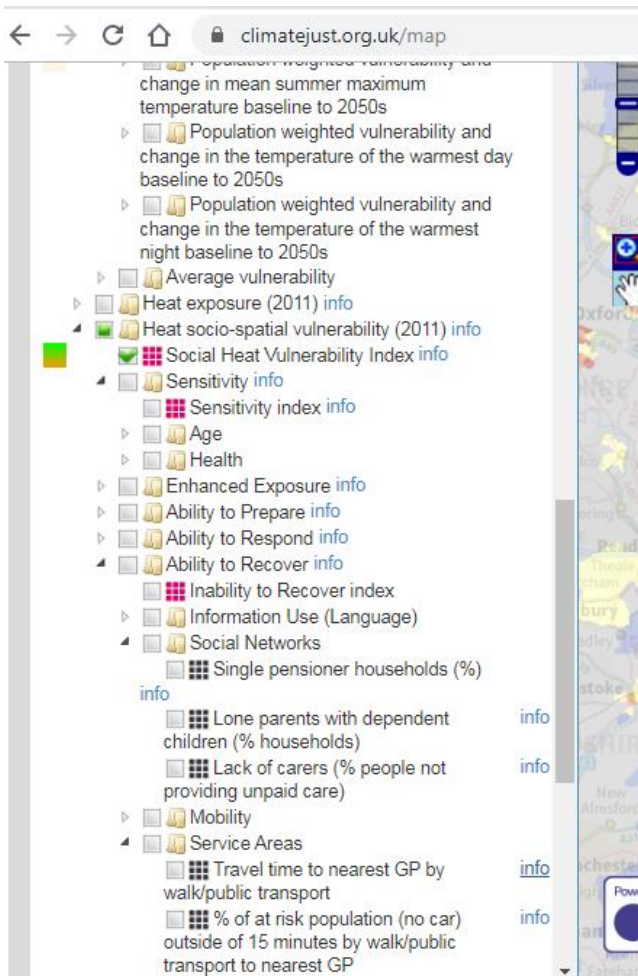 climatejust.org.uk/map
Population weighted vulnerability and
change in mean summer maximum
temperature baseline to 2050s
Population weighted vulnerability and
change in the temperature of the warmest day
baseline to 2050s
Population weighted vulnerability and
change in the temperature of the warmest
night baseline to 2050s
Average vulnerability
Heat exposure (2011) info
Heat socio-spatial vulnerability (2011) info
Social Heat Vulnerability Index info
Sensitivity info
Sensitivity index info
Age
Health
Enhanced Exposure info
Ability to Prepare info
Ability to Respond info
Ability to Recover info
Inability to Recover index
Information Use (Language)
Social Networks
Single pensioner households (%)
info
Lone parents with dependent info
children (% households)
Lack of carers (% people not info
providing unpaid care)
Mobility
Service Areas
Travel time to nearest GP by info
walk/public transport
% of at risk population (no car) info
outside of 15 minutes by walk/public
transport to nearest GP